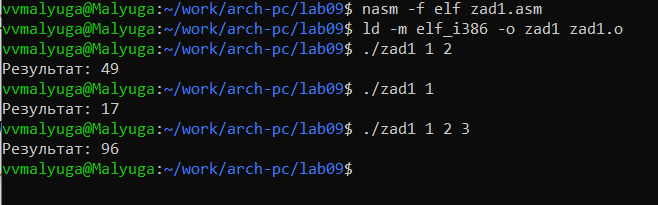 vvmalyuga@Malyuga:~/work/arch-pc/lab09$ nasm -f elf zad1.asm
vvmalyuga@Malyuga:~/work/arch-pc/lab09$ ld -m elf_i386 -o zad1 zad1.o
vvmalyuga@Malyuga:~/work/arch-pc/lab09$ ./zad1 1 2
Результат: 49
vvmalyuga@Malyuga:~/work/arch-pc/lab09$ ./zad1 1
Результат: 17
vvmalyuga@Malyuga:~/work/arch-pc/lab09$ ./zad1 1 2 3
Результат: 96
vvmalyuga@Malyuga:~/work/arch-pc/lab09$